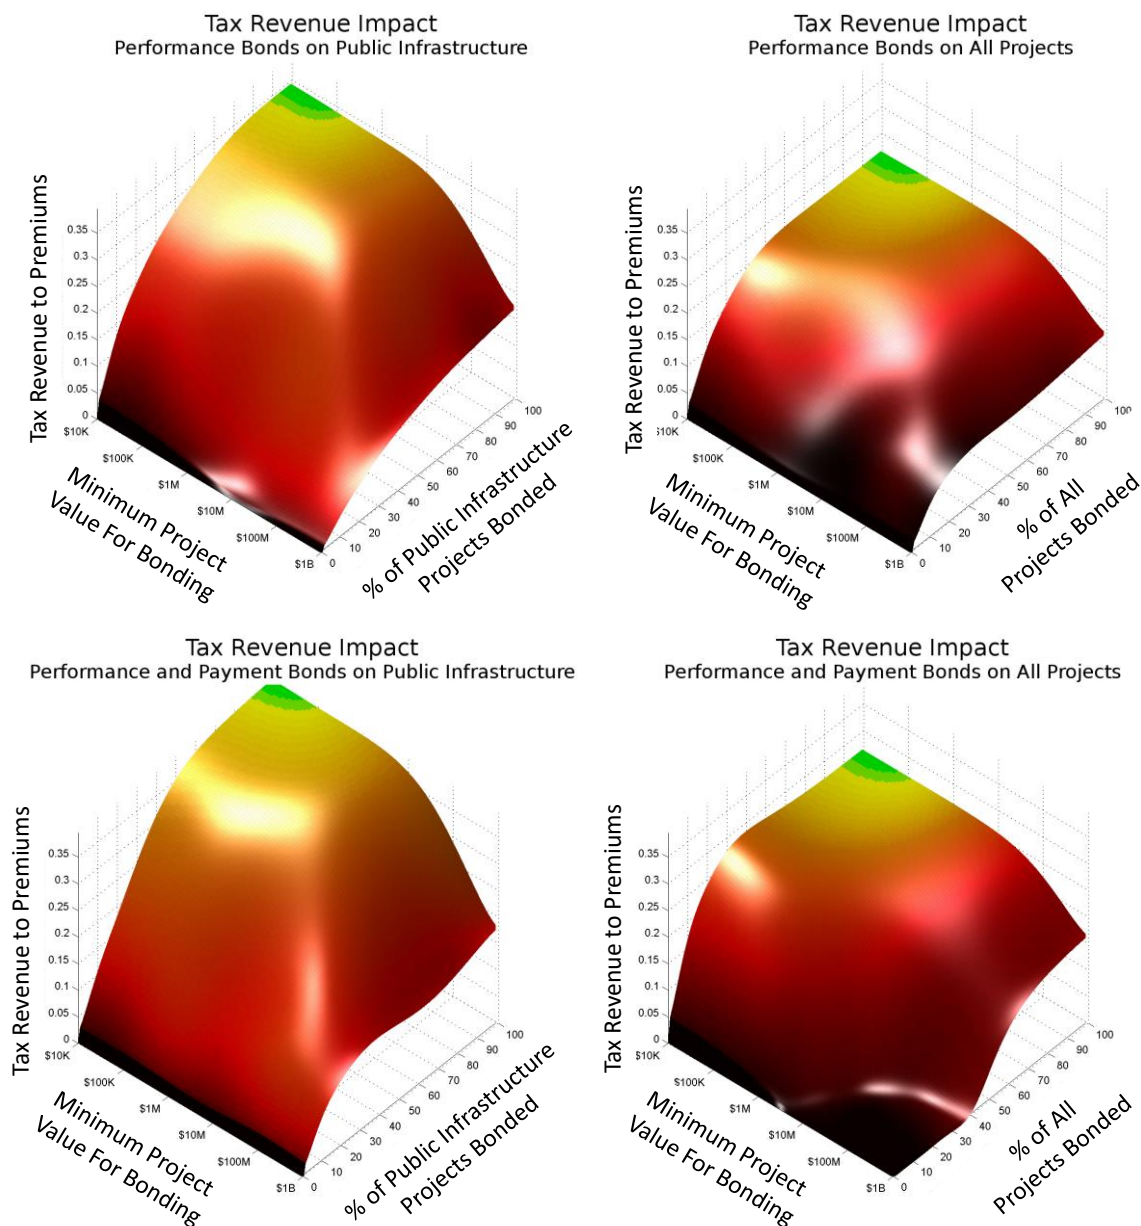 Tax Revenue Impact
Performance Bonds on Public Infrastructure
Tax Revenue to Premiums
0.35
0.3
0.25
0.2
0.15
0.1
0.05
0
$10K
$100K
$1M
$10M
$100M
$1B
Minimum Project
Value For Bonding
0
10
20
30
40
50
60
70
80
90
100
% of Public Infrastructure
Projects Bonded
Tax Revenue Impact
Performance Bonds on All Projects
Tax Revenue to Premiums
0.35
0.3
0.25
0.2
0.15
0.1
0.05
0
10K
$100K
$1M
$10M
$100M
$1B
Minimum Project
Value For Bonding
0
10
20
30
40
50
60
70
80
90
100
% of All
Projects Bonded
Tax Revenue Impact
Performance and Payment Bonds on Public Infrastructure
Tax Revenue to Premiums
0.35
0.3
0.25
0.2
0.15
0.1
0.05
0
$10K
$100K
$1M
$10M
$100M
$1B
Minimum Project
Value For Bonding
0
10
20
30
40
50
60
70
80
90
100
% of Public Infrastructure
Projects Bonded
Tax Revenue Impact
Performance and Payment Bonds on All Projects
Tax Revenue to Premiums
0.35
0.3
0.25
0.2
0.15
0.1
0.05
0
$10K
$100K
$1M
$10M
$100M
$1B
Minimum Project
Value For Bonding
0
10
20
30
40
50
60
70
80
90
100
% of All
Projects Bonded